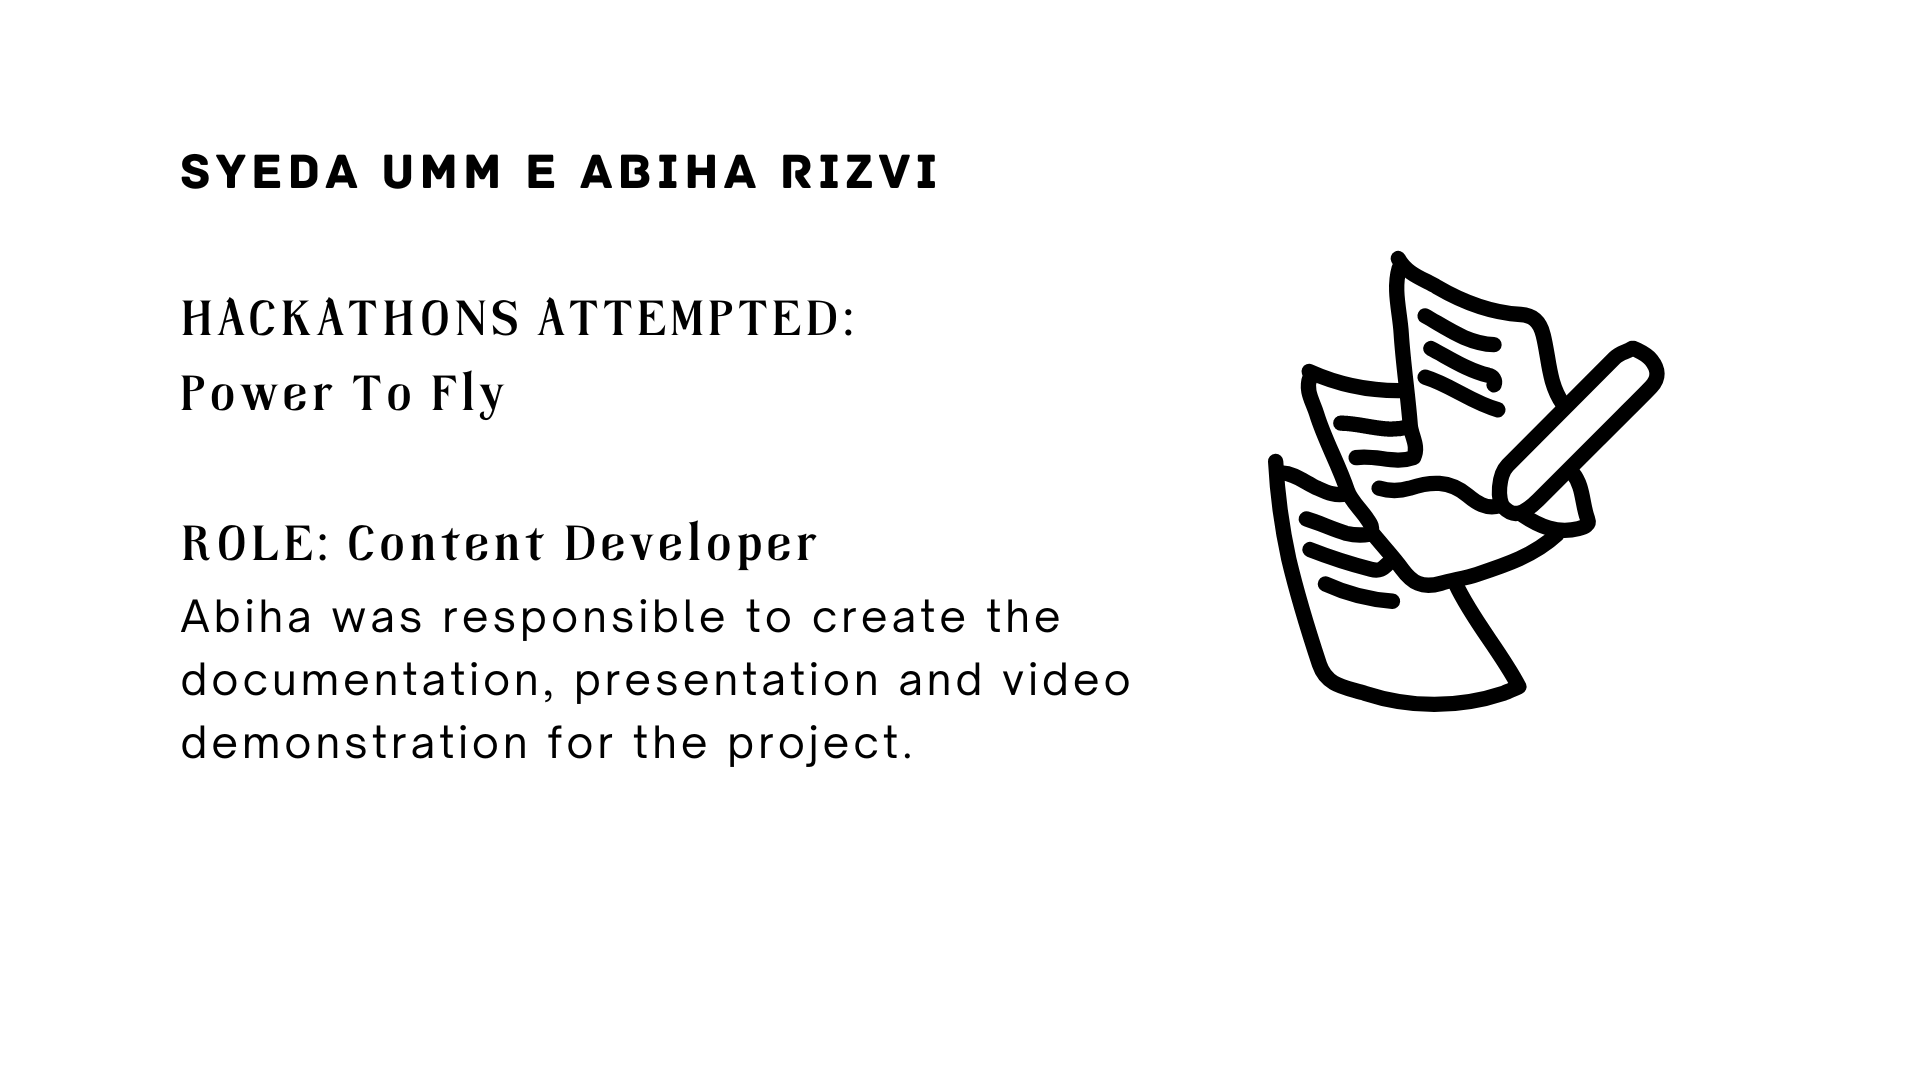 SYEDA UMM E ABIHA RIZVI
HACKATHONS ATTEMPTED:
Power To Fly
ROLE: Content Developer
Abiha was responsible to create the
documentation, presentation and video
demonstration for the project.